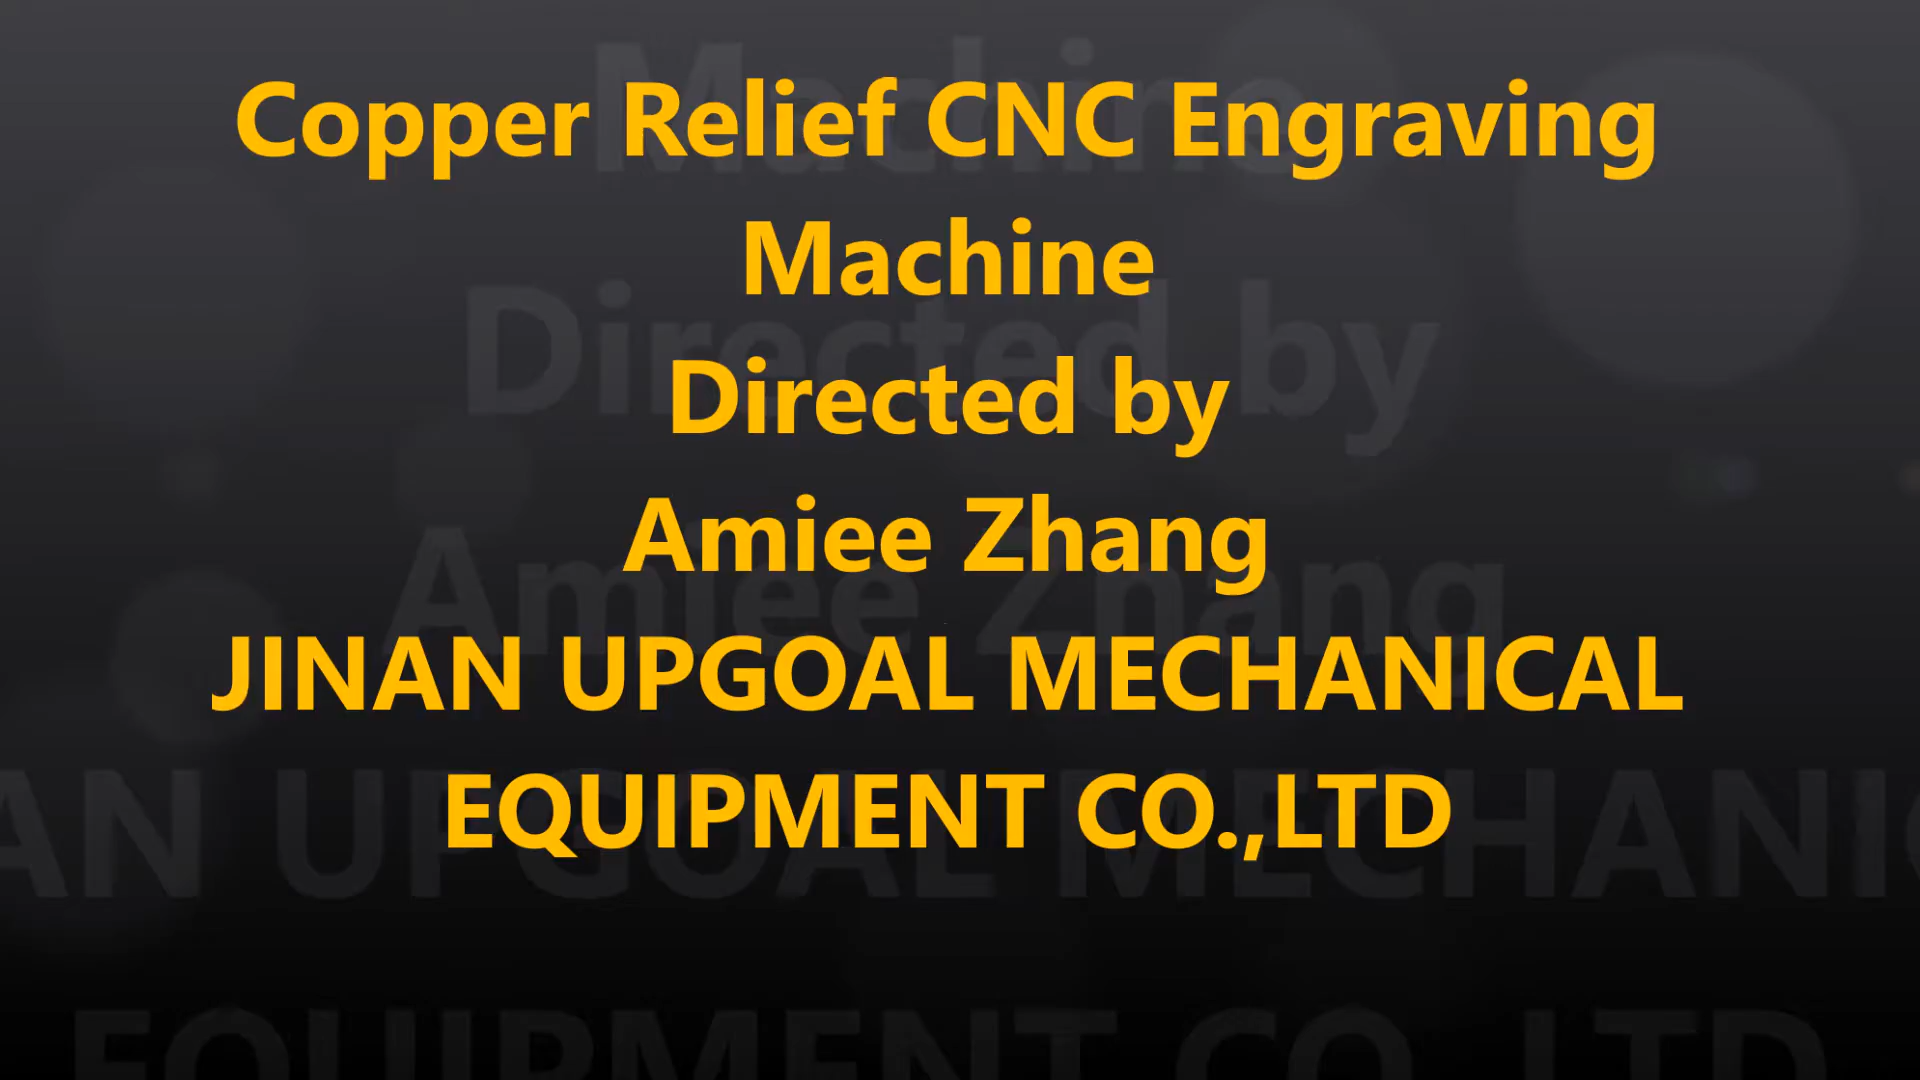 Copper Relief CNC Engraving
Machine
Directed by
Amiee Zhang
JINAN UPGOAL MECHANICAL
EQUIPMENT CO.,LTD